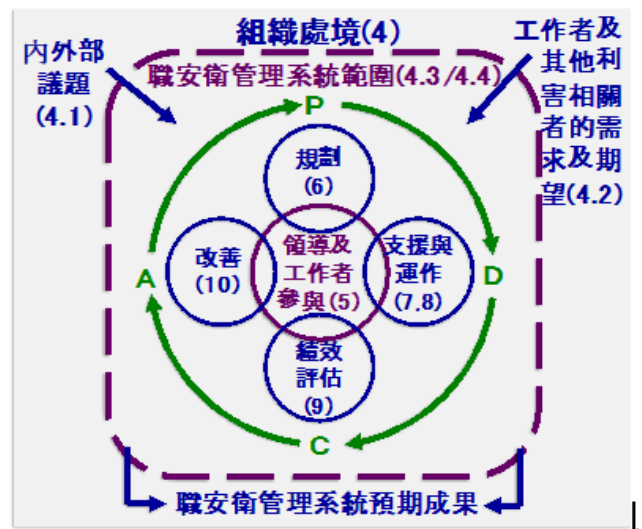 組織處境(4)
內外部
議題
(4.1)
工作者及
其他利
害相關
者的需
求及期
望(4.2)
職安衛管理系統範圍(4.3/4.4)
P
規劃
(6)
A
改善
(10)
領導及
工作者
參與(5)
支援與
運作
(7,8)
D
績效
評估
(9)
C
職安衛管理系統預期成果